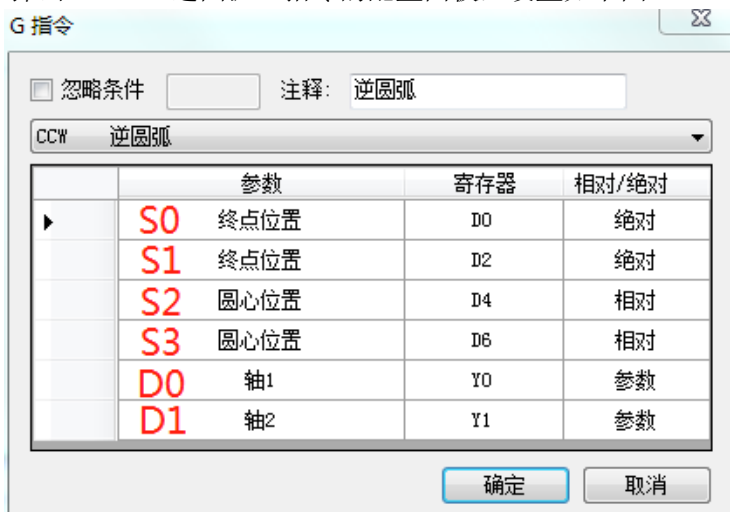 G 指令
忽略条件 注释: 逆圆弧
CCW 逆圆弧
参数 寄存器 相对/绝对
S0 终点位置 D0 绝对
S1 终点位置 D2 绝对
S2 圆心位置 D4 相对
S3 圆心位置 D6 相对
D0 轴1 Y0 参数
D1 轴2 Y1 参数
确定 取消